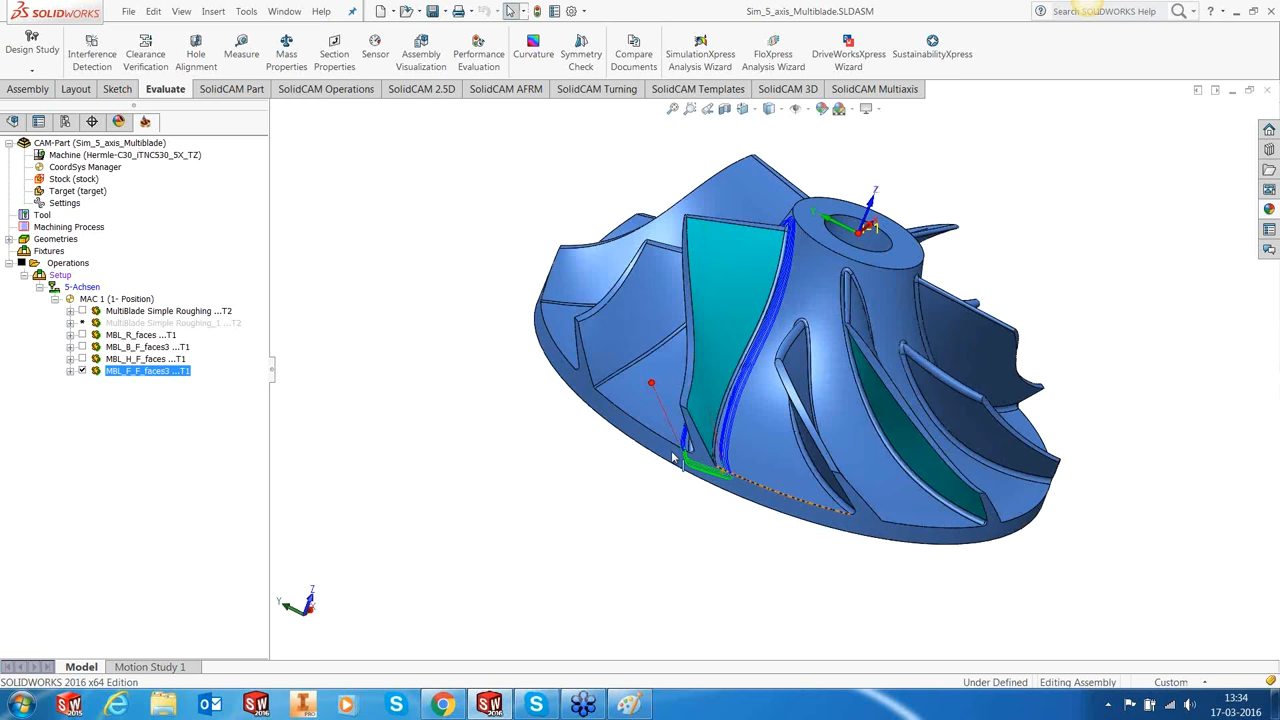 SOLIDWORKS File Edit View Insert Tools Window Help Sim_5_axis_Multiblade.SLDASM Search SOLIDWORKS Help
Design Study
Interference Detection
Clearance Verification
Hole Alignment
Measure
Mass Properties
Section Properties
Sensor
Assembly Visualization
Performance Evaluation
Curvature
Symmetry Check
Compare Documents
SimulationXpress Analysis Wizard
FloXpress Analysis Wizard
DriveWorksXpress Wizard
SustainabilityXpress
Assembly Layout Sketch Evaluate SolidCAM Part SolidCAM Operations SolidCAM 2.5D SolidCAM AFRM SolidCAM Turning SolidCAM Templates SolidCAM 3D SolidCAM Multiaxis
CAM-Part (Sim_5_axis_Multiblade)
Machine (Hermle-C30_iTNC530_5X_TZ)
CoordSys Manager
Stock (stock)
Target (target)
Settings
Tool
Machining Process
Geometries
Fixtures
Operations
Setup
5-Achsen
MAC 1 (1- Position)
MultiBlade Simple Roughing ...T2
MultiBlade Simple Roughing_1 ...T2
MBL_R_faces ...T1
MBL_B_F_faces3 ...T1
MBL_H_F_faces ...T1
MBL_F_F_faces3 ...T1
Z
Y
Z
Y
Model Motion Study 1
SOLIDWORKS 2016 x64 Edition Under Defined Editing Assembly Custom
13:34
17-03-2016